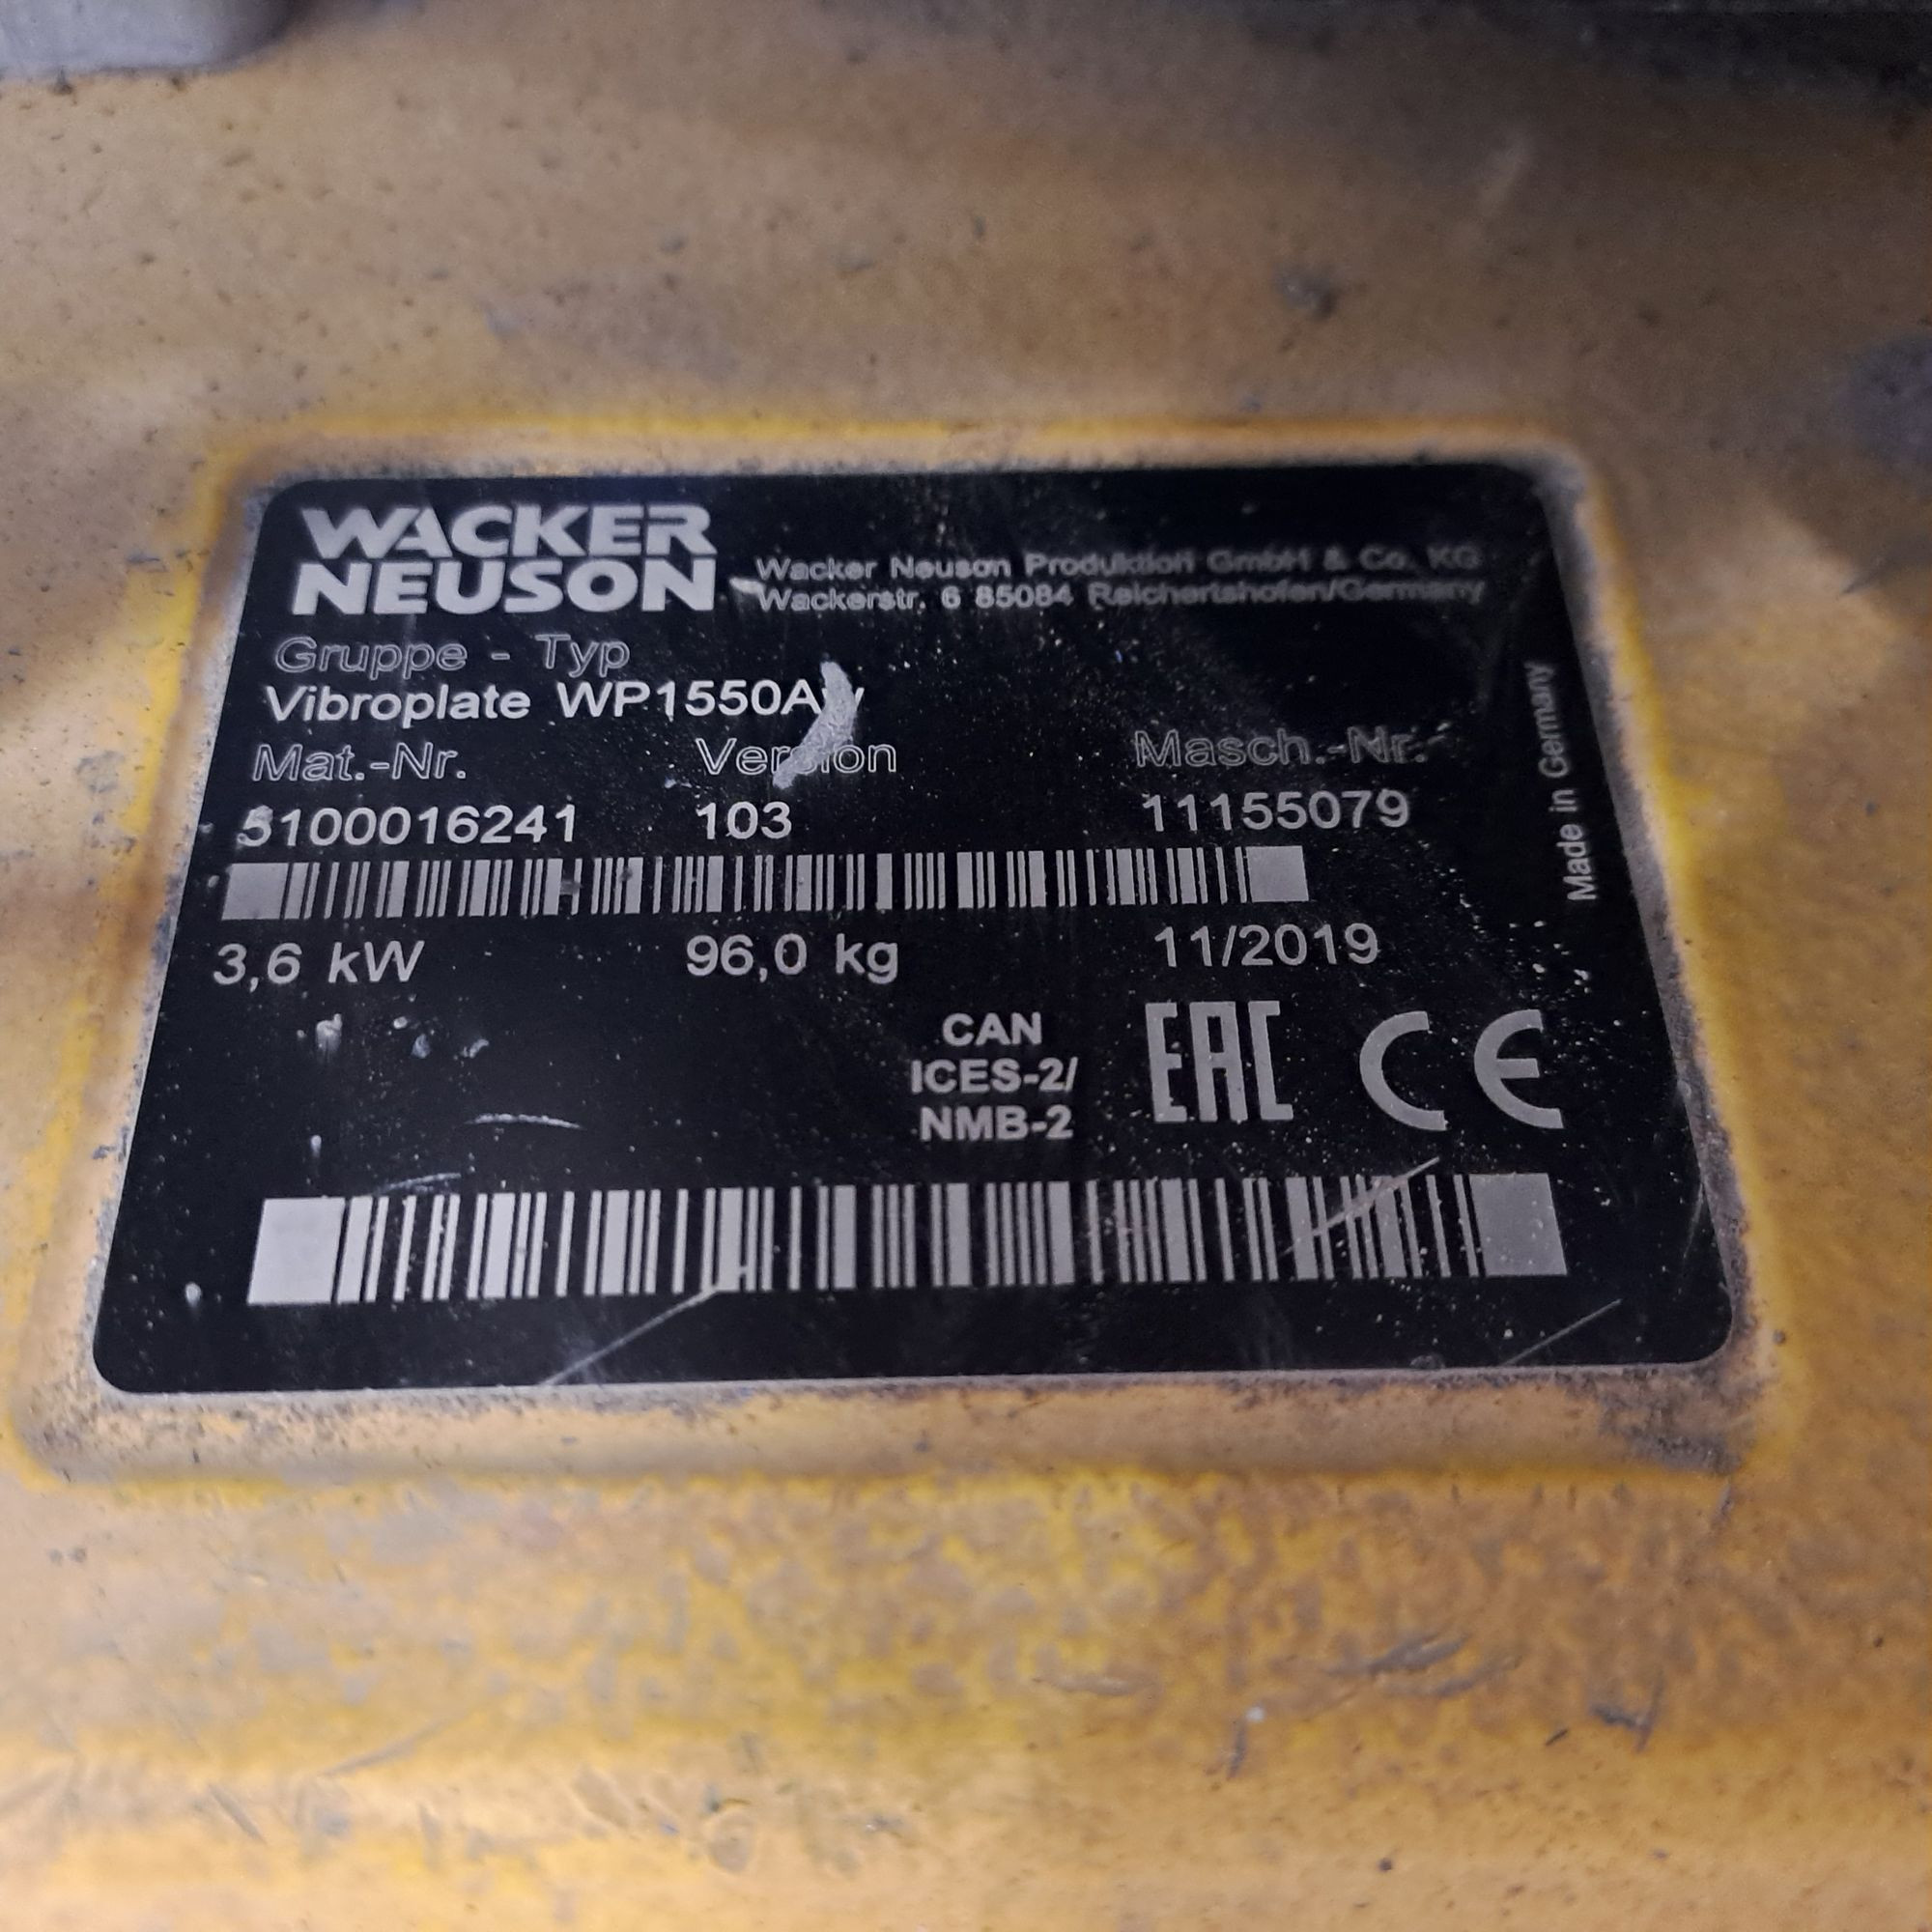 WACKER
NEUSON
Wacker Neuson Produktion GmbH & Co. KG
Wackerstr. 6 85084 Reichertshofen/Germany
Gruppe - Typ
Vibroplate WP1550Aw
Mat.-Nr. Version Masch.-Nr.
5100016241 103 11155079
3,6 kW 96,0 kg 11/2019
CAN
ICES-2/
NMB-2
EAC CE
Made in Germany